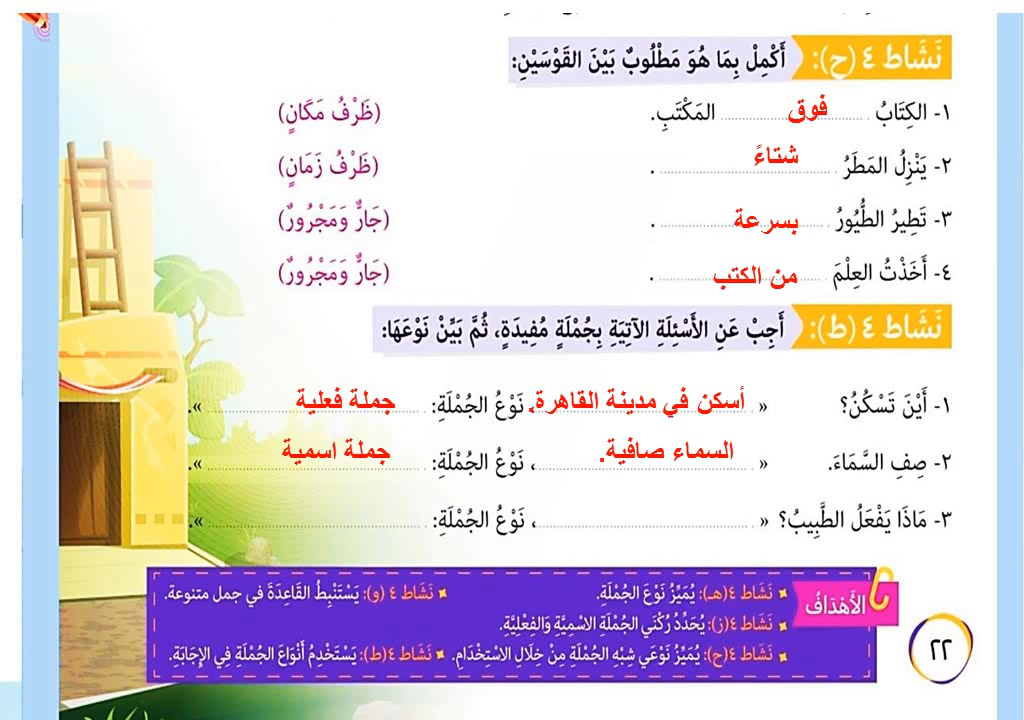 نَشَاط ٤ (ح): أَكْمِلْ بِمَا هُوَ مَطْلُوبٌ بَيْنَ القَوْسَيْنِ:
١- الكِتَابُ فوق المَكْتَبِ. (ظَرْفُ مَكَانٍ)
٢- يَنْزِلُ المَطَرُ شتاءً . (ظَرْفُ زَمَانٍ)
٣- تَطِيرُ الطُّيُورُ بسرعة . (جَارٌّ وَمَجْرُورٌ)
٤- أَخَذْتُ العِلْمَ من الكتب . (جَارٌّ وَمَجْرُورٌ)
نَشَاط ٤ (ط): أَجِبْ عَنِ الأَسْئِلَةِ الآتِيَةِ بِجُمْلَةٍ مُفِيدَةٍ، ثُمَّ بَيِّنْ نَوْعَهَا:
١- أَيْنَ تَسْكُنُ؟ « أسكن في مدينة القاهرة. نَوْعُ الجُمْلَةِ: جملة فعلية ».
٢- صِفِ السَّمَاءَ. « السماء صافية. ، نَوْعُ الجُمْلَةِ: جملة اسمية ».
٣- مَاذَا يَفْعَلُ الطَّبِيبُ؟ « ، نَوْعُ الجُمْلَةِ: ».
الأَهْدَافُ
نَشَاط ٤(هـ): يُمَيِّزُ نَوْعَ الجُمْلَةِ. نَشَاط ٤ (و): يَسْتَنْبِطُ القَاعِدَةَ في جمل متنوعة.
نَشَاط ٤(ز): يُحَدِّدُ رُكْنَي الجُمْلَةِ الاسْمِيَّةِ وَالفِعْلِيَّةِ.
نَشَاط ٤(ح): يُمَيِّزُ نَوْعَي شِبْهِ الجُمْلَةِ مِنْ خِلَالِ الاسْتِخْدَامِ. نَشَاط ٤(ط): يَسْتَخْدِمُ أَنْوَاعَ الجُمْلَةِ فِي الإِجَابَةِ.
٢٢